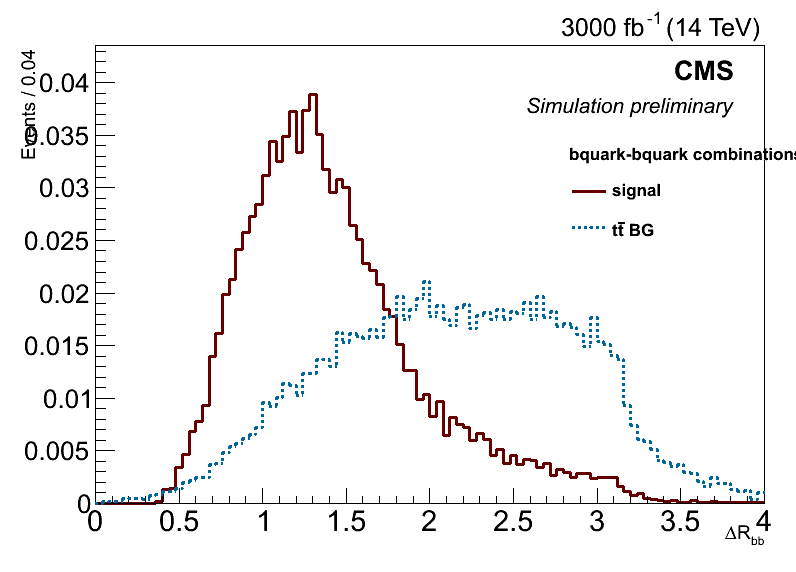 3000 fb⁻¹ (14 TeV)
Events / 0.04
CMS
Simulation preliminary
bquark-bquark combinations
signal
tt̄ BG
0.04
0.035
0.03
0.025
0.02
0.015
0.01
0.005
0
0 0.5 1 1.5 2 2.5 3 3.5 4
ΔR_bb